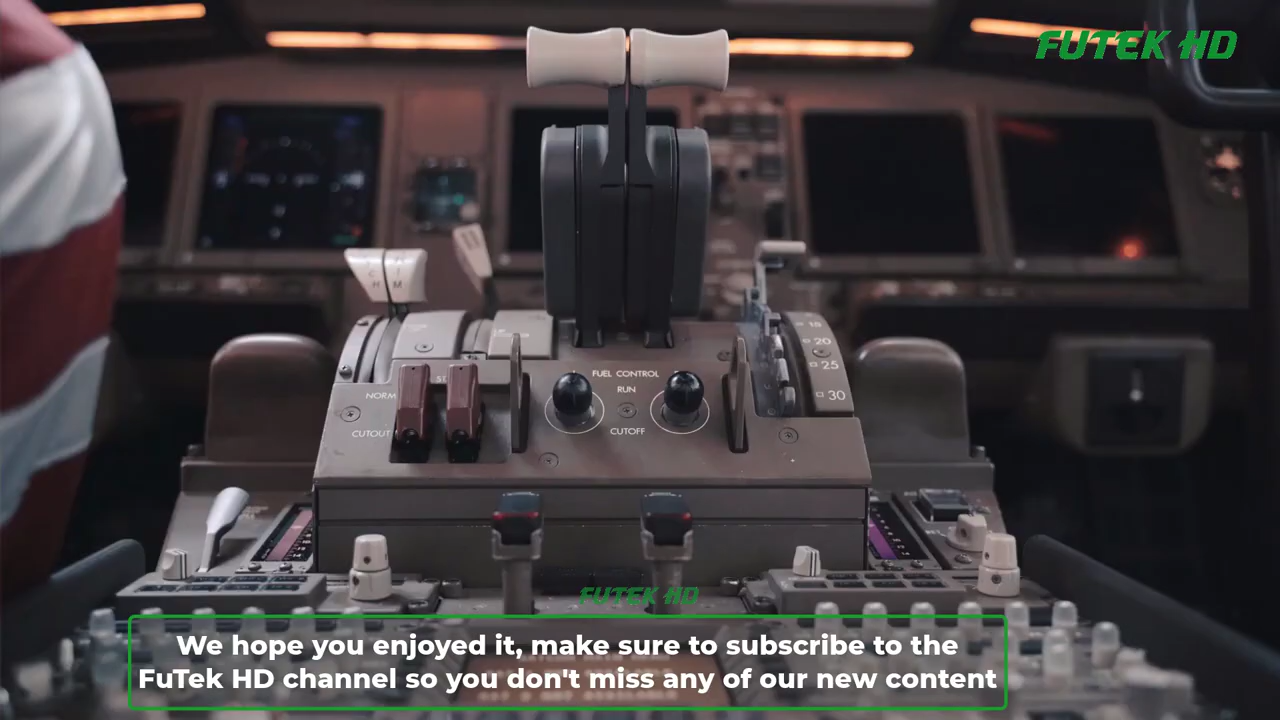 FUTEK HD
15
20
25
30
FUEL CONTROL
RUN
NORM
CUTOUT
CUTOFF
FUTEK HD
We hope you enjoyed it, make sure to subscribe to the
FuTek HD channel so you don't miss any of our new content